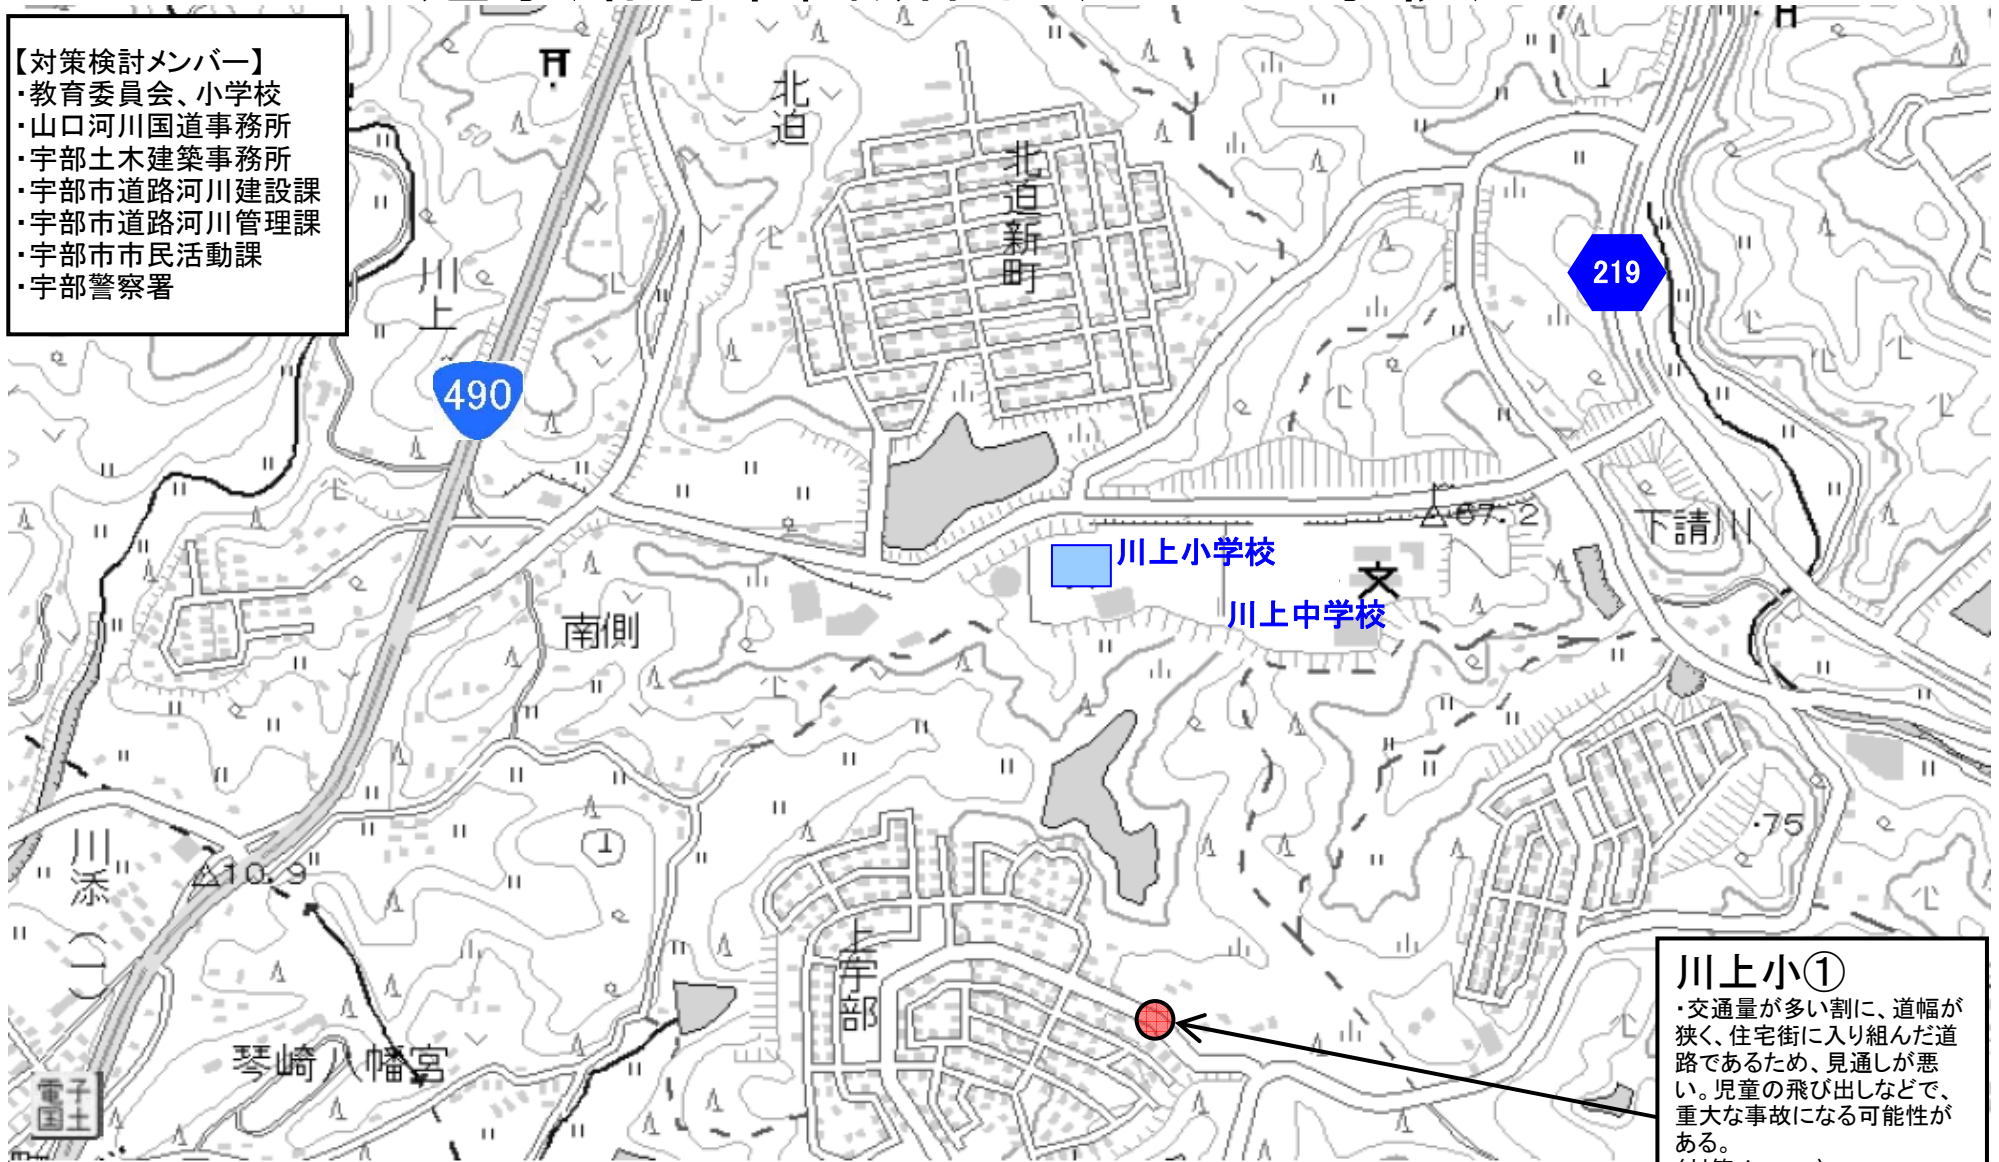 【対策検討メンバー】
・教育委員会、小学校
・山口河川国道事務所
・宇部土木建築事務所
・宇部市道路河川建設課
・宇部市道路河川管理課
・宇部市市民活動課
・宇部警察署
北迫
北迫新町
川上
219
490
67.2
下請川
川上小学校
文
川上中学校
南側
75
川添
10.9
(一)
上宇部
琴崎八幡宮
電子
国土
川上小①
・交通量が多い割に、道幅が
狭く、住宅街に入り組んだ道
路であるため、見通しが悪
い。児童の飛び出しなどで、
重大な事故になる可能性が
ある。